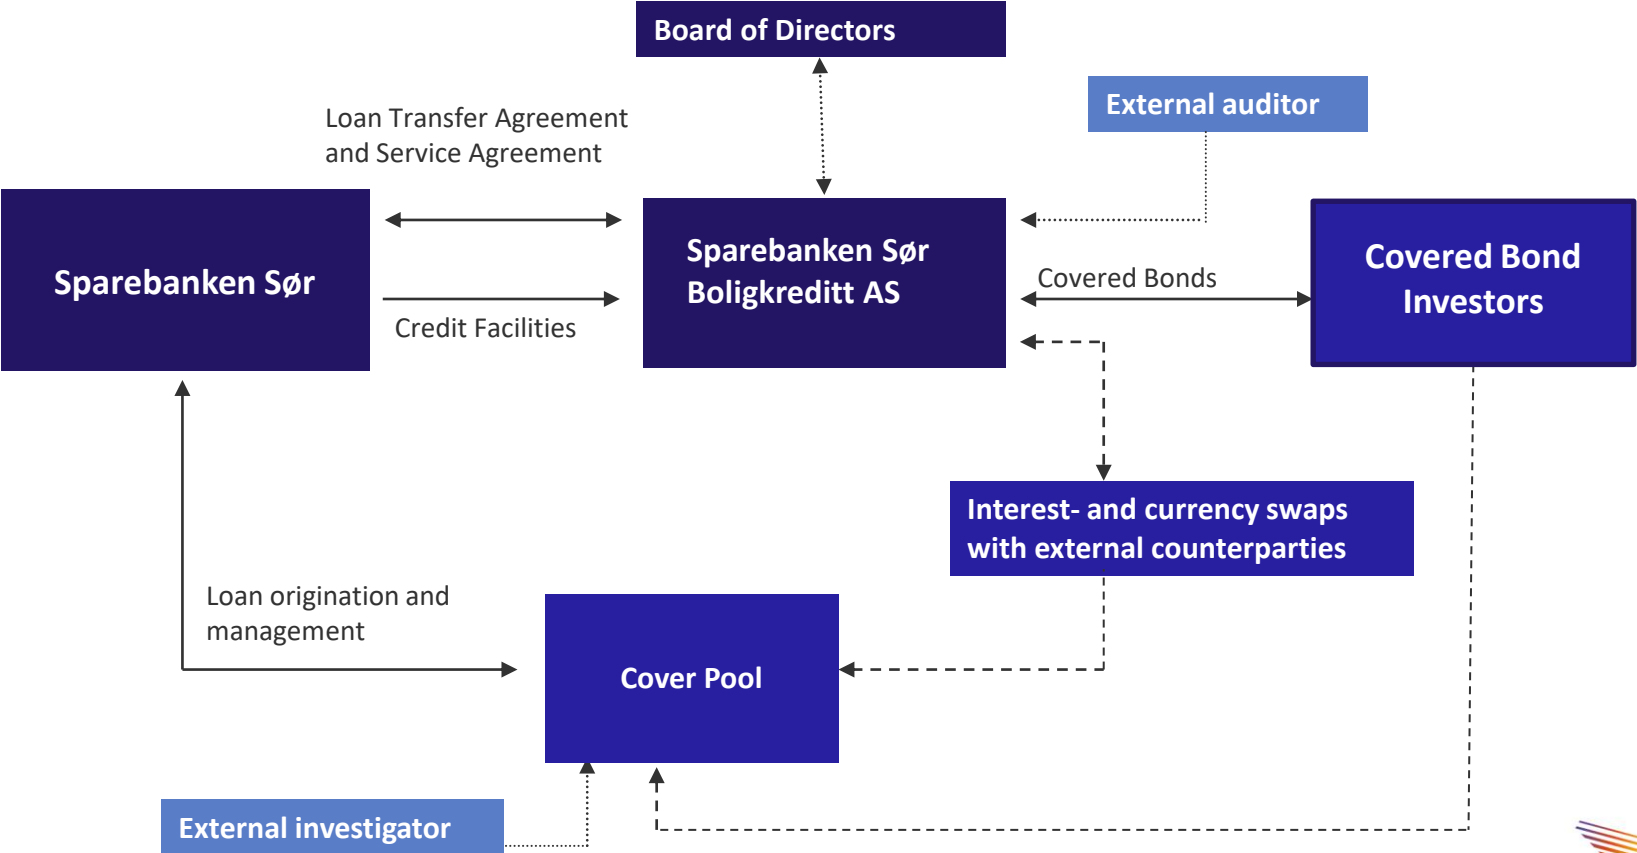 Board of Directors
External auditor
Loan Transfer Agreement
and Service Agreement
Sparebanken Sør
Sparebanken Sør
Boligkreditt AS
Covered Bonds
Covered Bond
Investors
Credit Facilities
Interest- and currency swaps
with external counterparties
Loan origination and
management
Cover Pool
External investigator